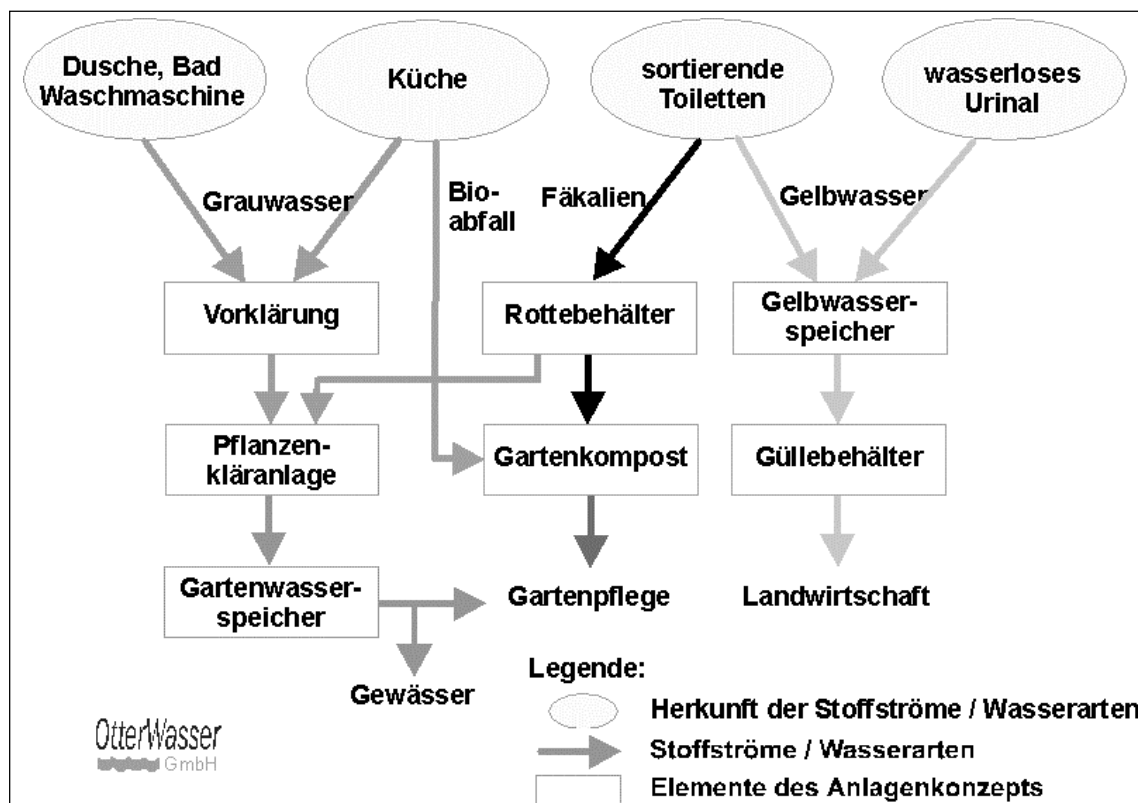 Dusche, Bad
Waschmaschine
Küche
sortierende
Toiletten
wasserloses
Urinal
Grauwasser
Bio-
abfall
Fäkalien
Gelbwasser
Vorklärung
Rottebehälter
Gelbwasser-
speicher
Pflanzen-
kläranlage
Gartenkompost
Güllebehälter
Gartenwasser-
speicher
Gartenpflege
Landwirtschaft
Gewässer
Legende:
Herkunft der Stoffströme / Wasserarten
Stoffströme / Wasserarten
Elemente des Anlagenkonzepts
OtterWasser
GmbH